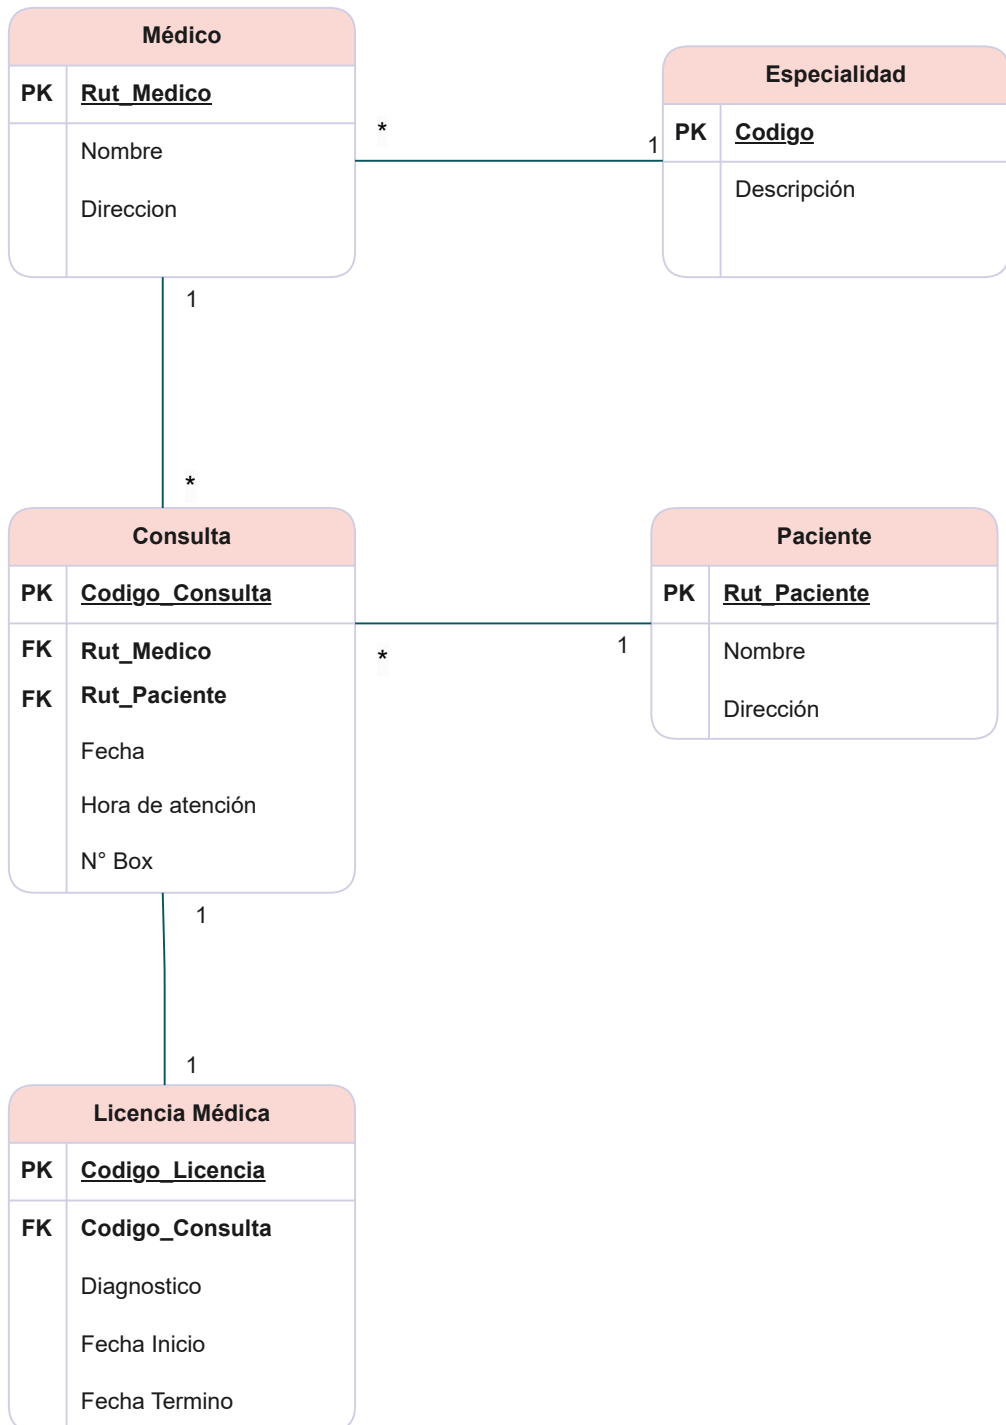 Médico
PK Rut_Medico
Nombre
Direccion
* 1
Especialidad
PK Codigo
Descripción
1
*
Consulta
PK Codigo_Consulta
FK Rut_Medico
FK Rut_Paciente
Fecha
Hora de atención
N° Box
* 1
Paciente
PK Rut_Paciente
Nombre
Dirección
1
1
Licencia Médica
PK Codigo_Licencia
FK Codigo_Consulta
Diagnostico
Fecha Inicio
Fecha Termino